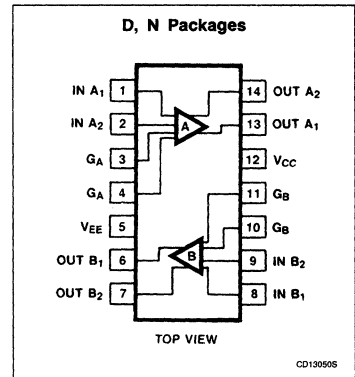 D, N Packages
IN A1 1 14 OUT A2
IN A2 2 13 OUT A1
GA 3 12 VCC
GA 4 11 GB
VEE 5 10 GB
OUT B1 6 9 IN B2
OUT B2 7 8 IN B1
A
B
TOP VIEW
CD13050S